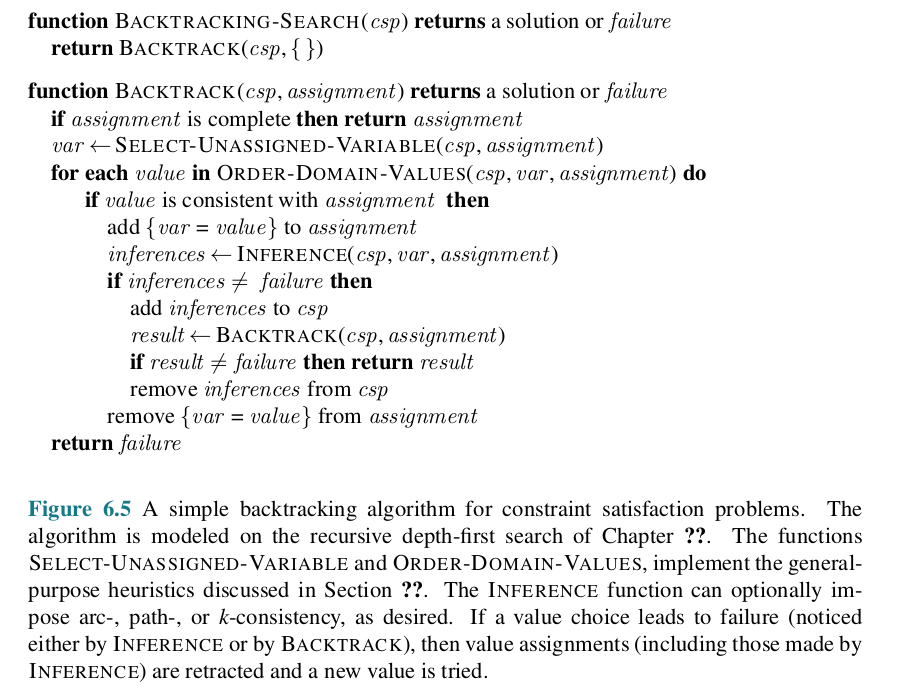 function BACKTRACKING-SEARCH(csp) returns a solution or failure
return BACKTRACK(csp, { })
function BACKTRACK(csp, assignment) returns a solution or failure
if assignment is complete then return assignment
var ← SELECT-UNASSIGNED-VARIABLE(csp, assignment)
for each value in ORDER-DOMAIN-VALUES(csp, var, assignment) do
if value is consistent with assignment then
add {var = value} to assignment
inferences ← INFERENCE(csp, var, assignment)
if inferences ≠ failure then
add inferences to csp
result ← BACKTRACK(csp, assignment)
if result ≠ failure then return result
remove inferences from csp
remove {var = value} from assignment
return failure
Figure 6.5 A simple backtracking algorithm for constraint satisfaction problems. The
algorithm is modeled on the recursive depth-first search of Chapter ??. The functions
SELECT-UNASSIGNED-VARIABLE and ORDER-DOMAIN-VALUES, implement the general-
purpose heuristics discussed in Section ??. The INFERENCE function can optionally im-
pose arc-, path-, or k-consistency, as desired. If a value choice leads to failure (noticed
either by INFERENCE or by BACKTRACK), then value assignments (including those made by
INFERENCE) are retracted and a new value is tried.